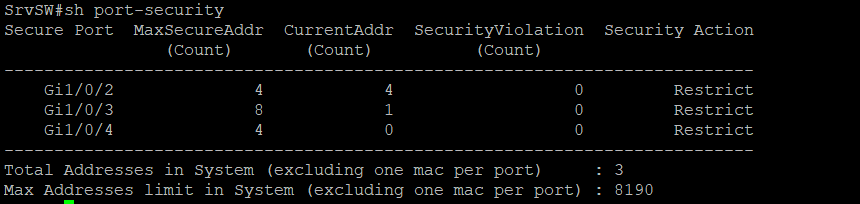 SrvSW#sh port-security
Secure Port  MaxSecureAddr  CurrentAddr  SecurityViolation  Security Action
                (Count)       (Count)          (Count)
---------------------------------------------------------------------------
    Gi1/0/2              4            4                  0         Restrict
    Gi1/0/3              8            1                  0         Restrict
    Gi1/0/4              4            0                  0         Restrict
---------------------------------------------------------------------------
Total Addresses in System (excluding one mac per port)     : 3
Max Addresses limit in System (excluding one mac per port) : 8190